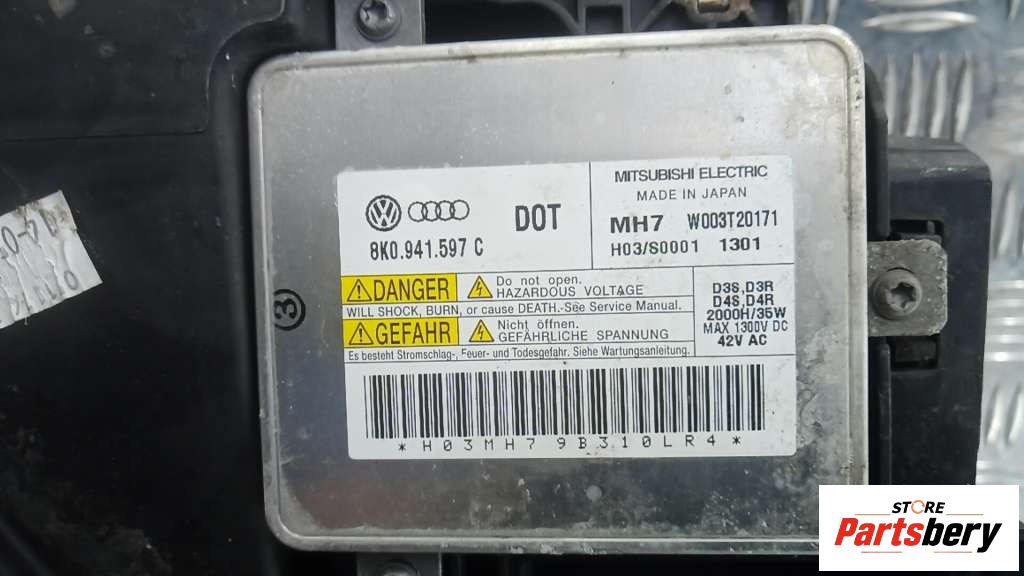 DOT
8K0.941.597 C
MITSUBISHI ELECTRIC
MADE IN JAPAN
MH7 W003T20171
H03/S0001 1301
DANGER
Do not open.
HAZARDOUS VOLTAGE
WILL SHOCK, BURN, or cause DEATH.-See Service Manual.
GEFAHR
Nicht öffnen.
GEFÄHRLICHE SPANNUNG
Es besteht Stromschlag-, Feuer- und Todesgefahr. Siehe Wartungsanleitung.
D3S,D3R
D4S,D4R
2000H/35W
MAX 1300V DC
42V AC
*H03MH79B310LR4*
3
STORE
Partsbery